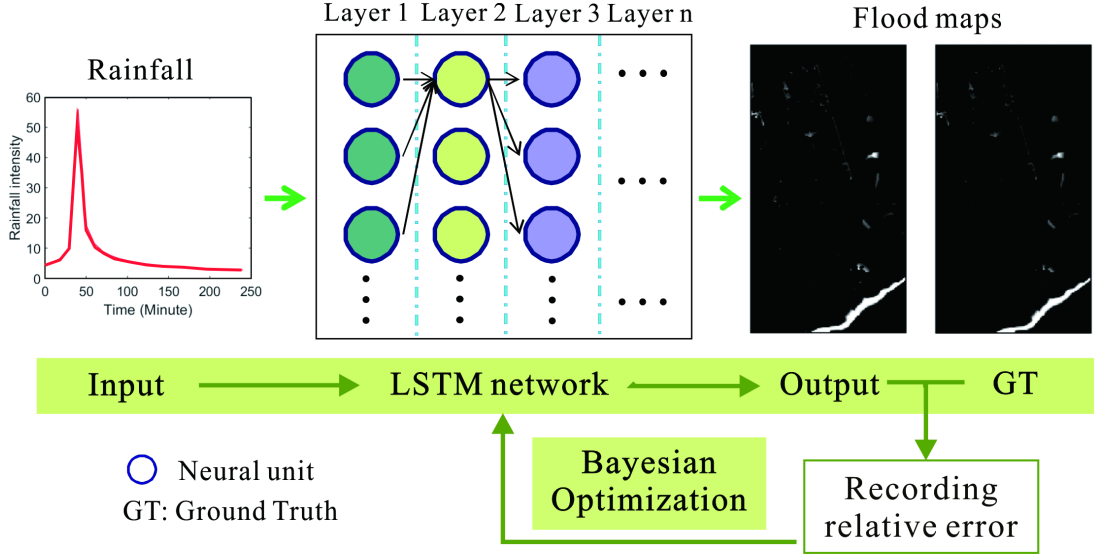 Layer 1 Layer 2 Layer 3 Layer n
Flood maps
Rainfall
60
50
40
30
20
10
0
Rainfall intensity
0 50 100 150 200 250
Time (Minute)
Input LSTM network Output GT
Neural unit
GT: Ground Truth
Bayesian
Optimization
Recording
relative error